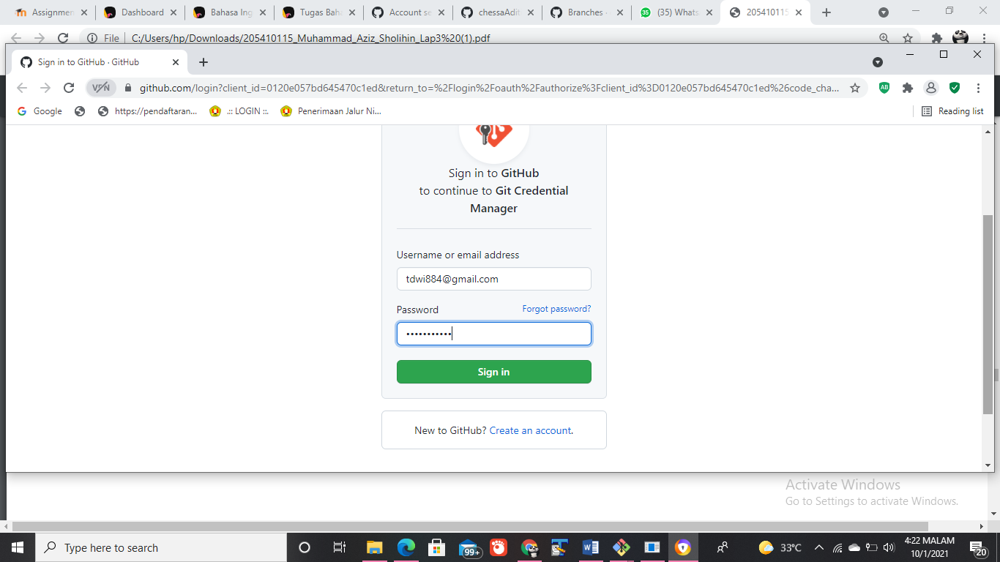 Assignmen
Dashboard
Bahasa Ing
Tugas Baha
Account se
chessaAdit
Branches ·
(35) Whats
205410115
File | C:/Users/hp/Downloads/205410115_Muhammad_Aziz_Sholihin_Lap3%20(1).pdf
Sign in to GitHub · GitHub
VPN
github.com/login?client_id=0120e057bd645470c1ed&return_to=%2Flogin%2Foauth%2Fauthorize%3Fclient_id%3D0120e057bd645470c1ed%26code_cha...
Google
https://pendaftaran...
.:: LOGIN ::.
Penerimaan Jalur Ni...
Reading list
Sign in to GitHub
to continue to Git Credential
Manager
Username or email address
tdwi884@gmail.com
Password
Forgot password?
•••••••••••
Sign in
New to GitHub? Create an account.
Activate Windows
Go to Settings to activate Windows.
Type here to search
99+
33°C
4:22 MALAM
10/1/2021
20